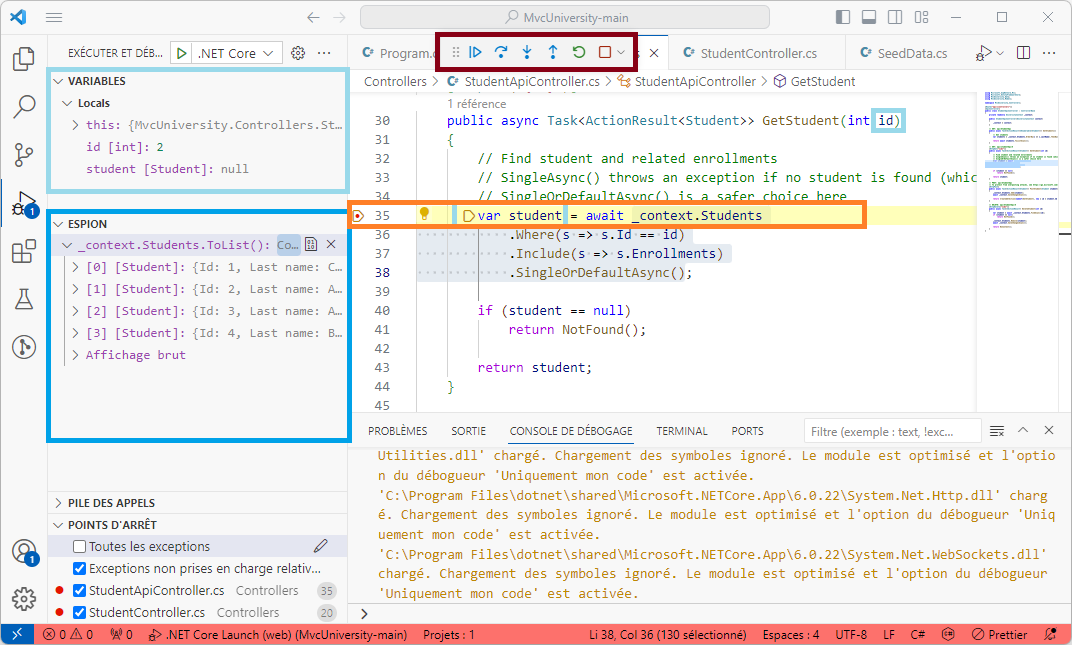 MvcUniversity-main
EXÉCUTER ET DÉB...
.NET Core
Program.c
StudentController.cs
SeedData.cs
VARIABLES
Locals
this: {MvcUniversity.Controllers.St...
id [int]: 2
student [Student]: null
ESPION
_context.Students.ToList(): Co...
[0] [Student]: {Id: 1, Last name: C...
[1] [Student]: {Id: 2, Last name: A...
[2] [Student]: {Id: 3, Last name: A...
[3] [Student]: {Id: 4, Last name: B...
Affichage brut
PILE DES APPELS
POINTS D'ARRÊT
Toutes les exceptions
Exceptions non prises en charge relativ...
StudentApiController.cs Controllers 35
StudentController.cs Controllers 20
1
1
Controllers > StudentApiController.cs > StudentApiController > GetStudent
1 référence
30 public async Task<ActionResult<Student>> GetStudent(int id)
31 {
32 // Find student and related enrollments
33 // SingleAsync() throws an exception if no student is found (whic
34 // SingleOrDefaultAsync() is a safer choice here
35 var student = await _context.Students
36 .Where(s => s.Id == id)
37 .Include(s => s.Enrollments)
38 .SingleOrDefaultAsync();
39
40 if (student == null)
41 return NotFound();
42
43 return student;
44 }
45
PROBLÈMES SORTIE CONSOLE DE DÉBOGAGE TERMINAL PORTS
Filtre (exemple : text, !exc...
Utilities.dll' chargé. Chargement des symboles ignoré. Le module est optimisé et l'optio
n du débogueur 'Uniquement mon code' est activée.
'C:\Program Files\dotnet\shared\Microsoft.NETCore.App\6.0.22\System.Net.Http.dll' charg
é. Chargement des symboles ignoré. Le module est optimisé et l'option du débogueur 'Uniq
uement mon code' est activée.
'C:\Program Files\dotnet\shared\Microsoft.NETCore.App\6.0.22\System.Net.WebSockets.dll'
chargé. Chargement des symboles ignoré. Le module est optimisé et l'option du débogueur
'Uniquement mon code' est activée.
0 0 0 .NET Core Launch (web) (MvcUniversity-main) Projets : 1 Li 38, Col 36 (130 sélectionné) Espaces : 4 UTF-8 LF C# Prettier